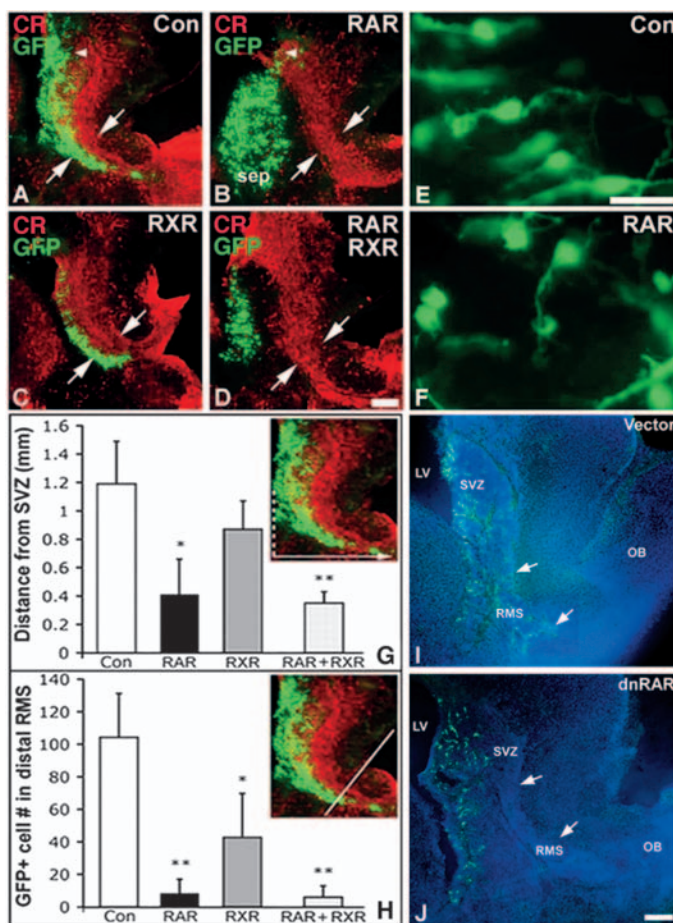 CR Con
GFP
A
CR RAR
GFP
sep
B
Con
E
CR RXR
GFP
C
CR RAR
GFP RXR
D
RAR
F
Distance from SVZ (mm)
1.6
1.4
1.2
1
0.8
0.6
0.4
0.2
0
*
**
Con RAR RXR RAR+RXR
G
GFP+ cell # in distal RMS
140
120
100
80
60
40
20
0
**
*
**
Con RAR RXR RAR+RXR
H
Vector
LV
SVZ
OB
RMS
I
dnRAR
LV
SVZ
RMS
OB
J